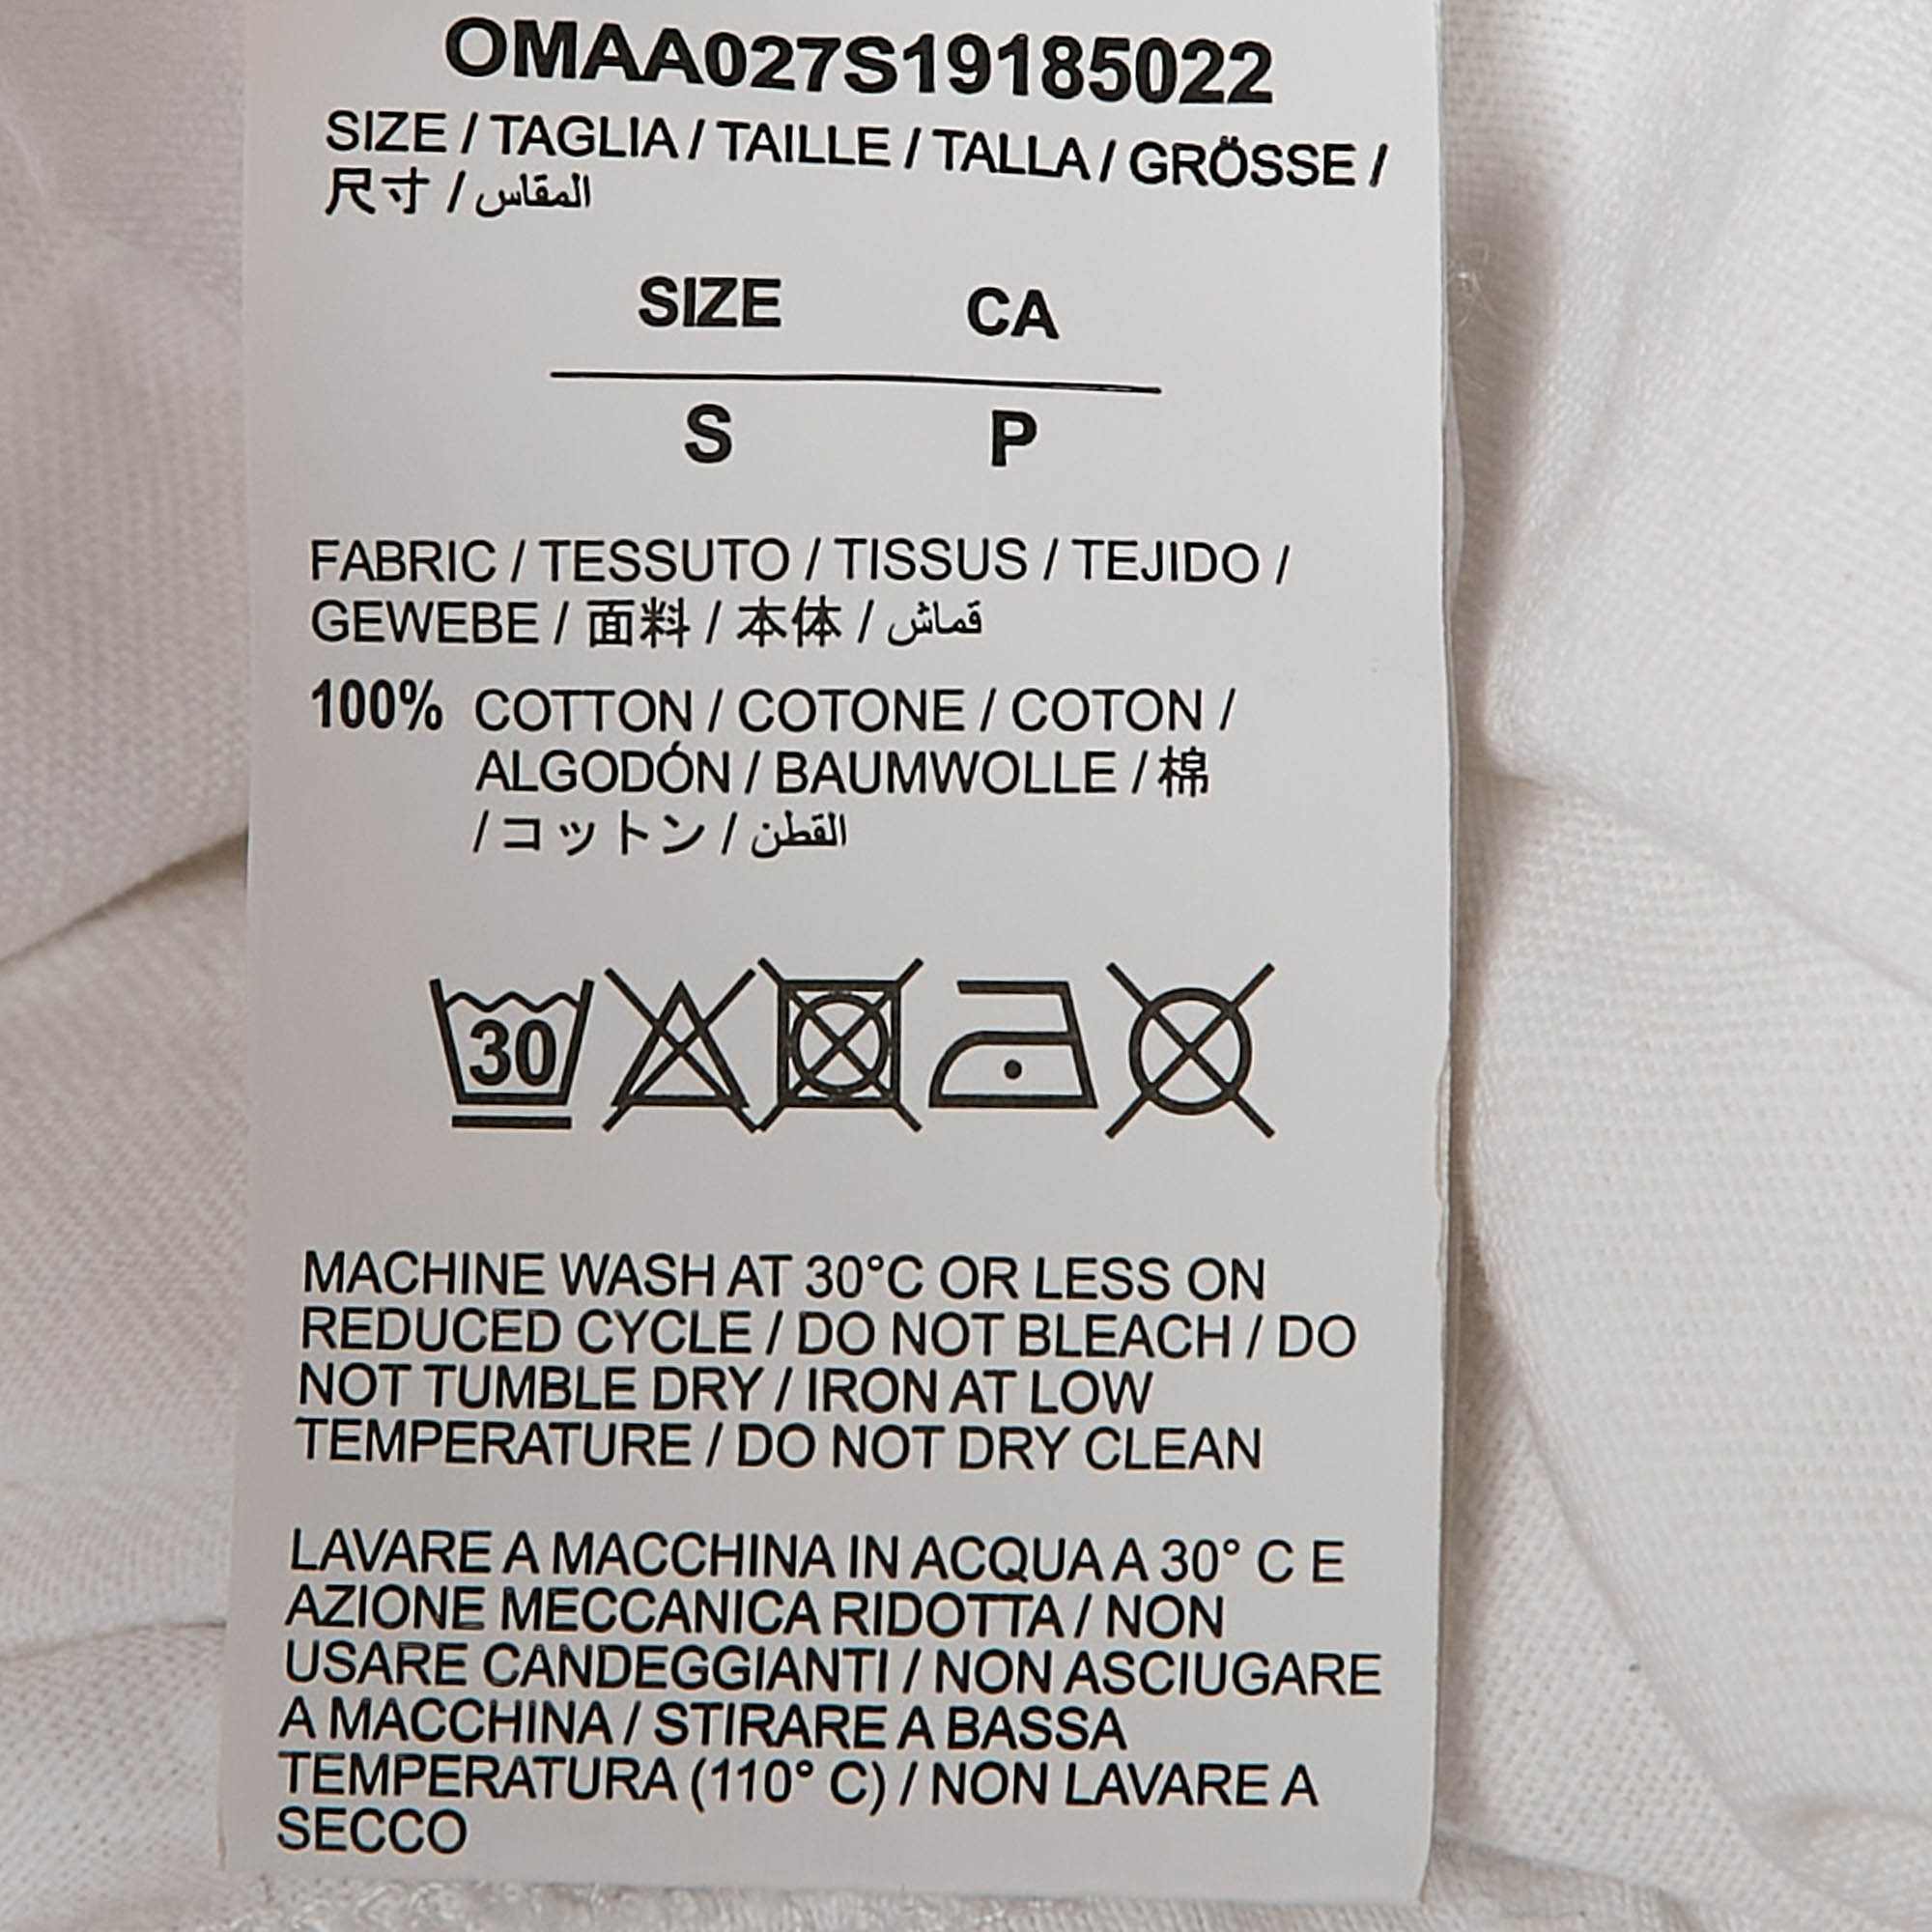 OMAA027S19185022
SIZE / TAGLIA / TAILLE / TALLA / GRÖSSE /
尺寸 / المقاس
SIZE CA
S P
FABRIC / TESSUTO / TISSUS / TEJIDO /
GEWEBE / 面料 / 本体 / قماش
100% COTTON / COTONE / COTON /
ALGODÓN / BAUMWOLLE / 棉
/ コットン / القطن
30
MACHINE WASH AT 30°C OR LESS ON
REDUCED CYCLE / DO NOT BLEACH / DO
NOT TUMBLE DRY / IRON AT LOW
TEMPERATURE / DO NOT DRY CLEAN
LAVARE A MACCHINA IN ACQUA A 30° C E
AZIONE MECCANICA RIDOTTA / NON
USARE CANDEGGIANTI / NON ASCIUGARE
A MACCHINA / STIRARE A BASSA
TEMPERATURA (110° C) / NON LAVARE A
SECCO